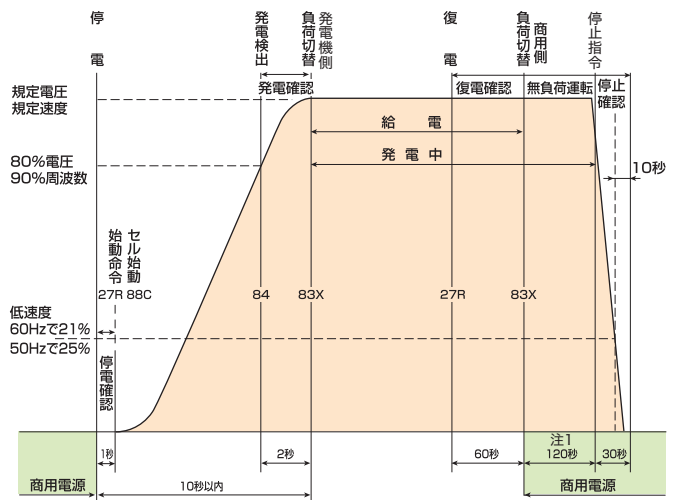 停電
発電検出
負荷切替
発電機側
復電
負荷切替
商用側
停止指令
発電確認
復電確認
無負荷運転
停止
確認
規定電圧
規定速度
給電
発電中
80%電圧
90%周波数
10秒
始動命令
セル始動
27R 88C
84
83X
27R
83X
低速度
60Hzで21%
50Hzで25%
停電確認
注1
1秒
2秒
60秒
120秒
30秒
商用電源
10秒以内
商用電源